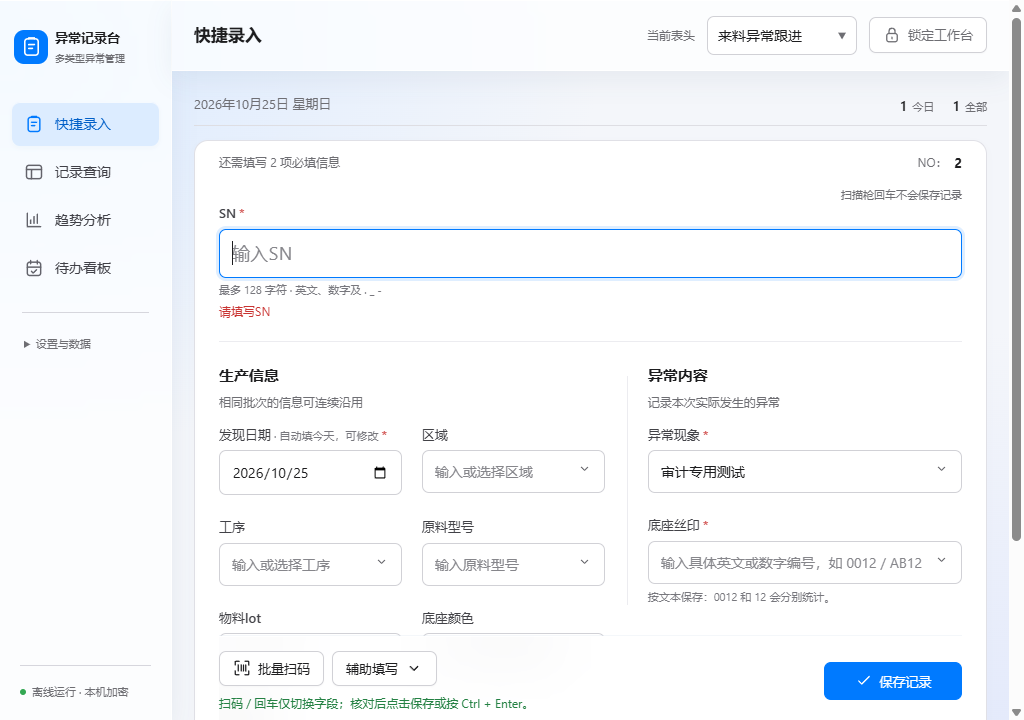 异常记录台
多类型异常管理
快捷录入
记录查询
趋势分析
待办看板
设置与数据
离线运行 · 本机加密
快捷录入
当前表头
来料异常跟进
锁定工作台
2026年10月25日 星期日
1 今日 1 全部
还需填写 2 项必填信息
NO: 2
扫描枪回车不会保存记录
SN *
输入SN
最多 128 字符 · 英文、数字及 . _ -
请填写SN
生产信息
相同批次的信息可连续沿用
发现日期 · 自动填今天，可修改 *
2026/10/25
区域
输入或选择区域
工序
输入或选择工序
原料型号
输入原料型号
物料lot
底座颜色
异常内容
记录本次实际发生的异常
异常现象 *
审计专用测试
底座丝印 *
输入具体英文或数字编号，如 0012 / AB12
按文本保存：0012 和 12 会分别统计。
批量扫码
辅助填写
扫码 / 回车仅切换字段；核对后点击保存或按 Ctrl + Enter。
保存记录